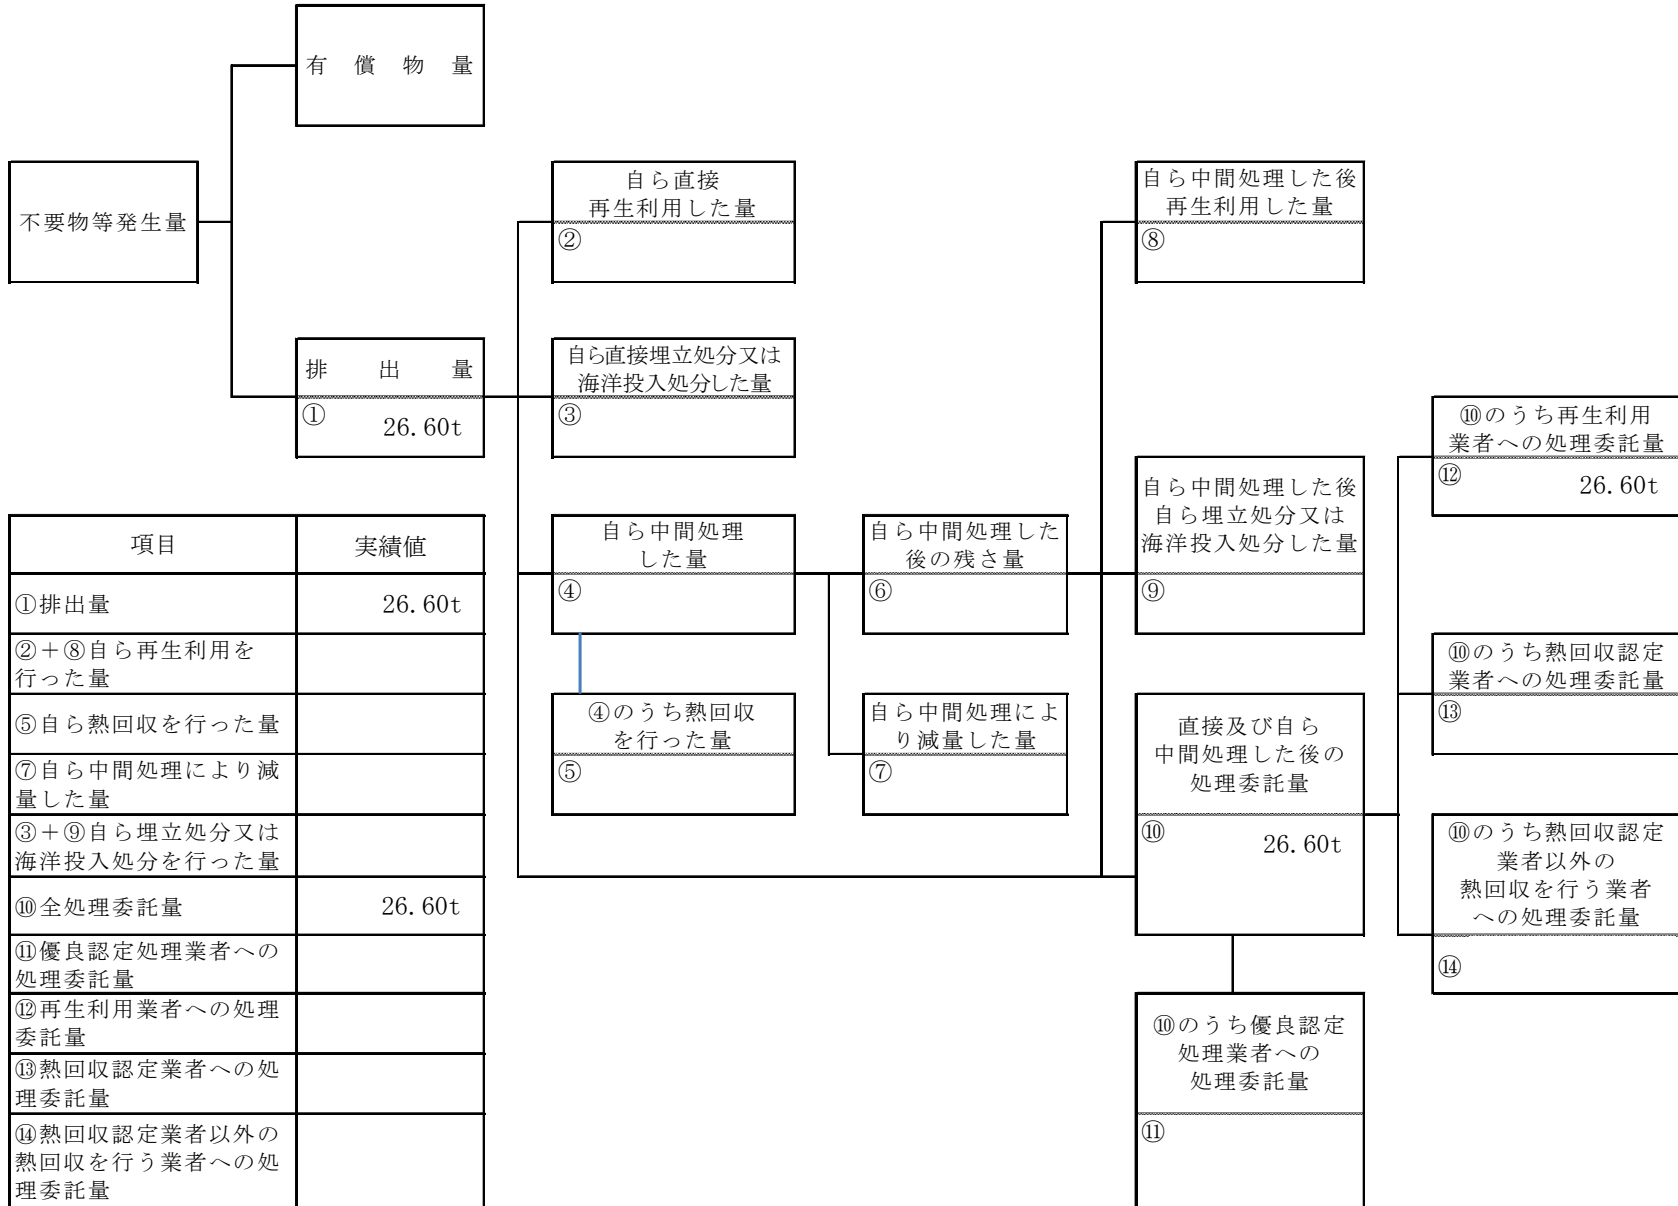 有償物量
不要物等発生量
自ら直接
再生利用した量
②
自ら中間処理した後
再生利用した量
⑧
排出量
① 26.60t
自ら直接埋立処分又は
海洋投入処分した量
③
⑩のうち再生利用
業者への処理委託量
⑫ 26.60t
自ら中間処理した後
自ら埋立処分又は
海洋投入処分した量
⑨
自ら中間処理
した量
④
自ら中間処理した
後の残さ量
⑥
⑩のうち熱回収認定
業者への処理委託量
⑬
④のうち熱回収
を行った量
⑤
自ら中間処理によ
り減量した量
⑦
直接及び自ら
中間処理した後の
処理委託量
⑩ 26.60t
⑩のうち熱回収認定
業者以外の
熱回収を行う業者
への処理委託量
⑭
⑩のうち優良認定
処理業者への
処理委託量
⑪
項目 実績値
①排出量 26.60t
②＋⑧自ら再生利用を
行った量
⑤自ら熱回収を行った量
⑦自ら中間処理により減
量した量
③＋⑨自ら埋立処分又は
海洋投入処分を行った量
⑩全処理委託量 26.60t
⑪優良認定処理業者への
処理委託量
⑫再生利用業者への処理
委託量
⑬熱回収認定業者への処
理委託量
⑭熱回収認定業者以外の
熱回収を行う業者への処
理委託量